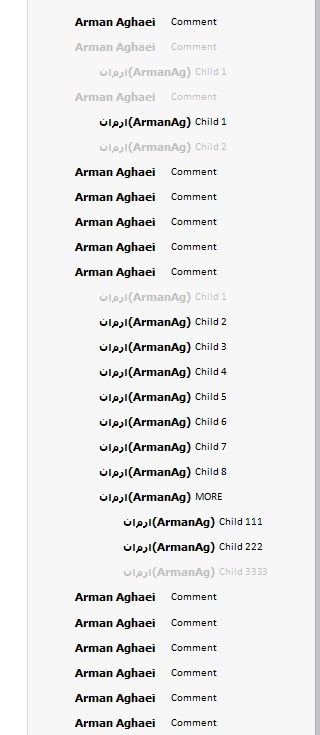 Arman Aghaei Comment
Arman Aghaei Comment
ارمان(ArmanAg) Child 1
Arman Aghaei Comment
ارمان(ArmanAg) Child 1
ارمان(ArmanAg) Child 2
Arman Aghaei Comment
Arman Aghaei Comment
Arman Aghaei Comment
Arman Aghaei Comment
Arman Aghaei Comment
ارمان(ArmanAg) Child 1
ارمان(ArmanAg) Child 2
ارمان(ArmanAg) Child 3
ارمان(ArmanAg) Child 4
ارمان(ArmanAg) Child 5
ارمان(ArmanAg) Child 6
ارمان(ArmanAg) Child 7
ارمان(ArmanAg) Child 8
ارمان(ArmanAg) MORE
ارمان(ArmanAg) Child 111
ارمان(ArmanAg) Child 222
ارمان(ArmanAg) Child 3333
Arman Aghaei Comment
Arman Aghaei Comment
Arman Aghaei Comment
Arman Aghaei Comment
Arman Aghaei Comment
Arman Aghaei Comment